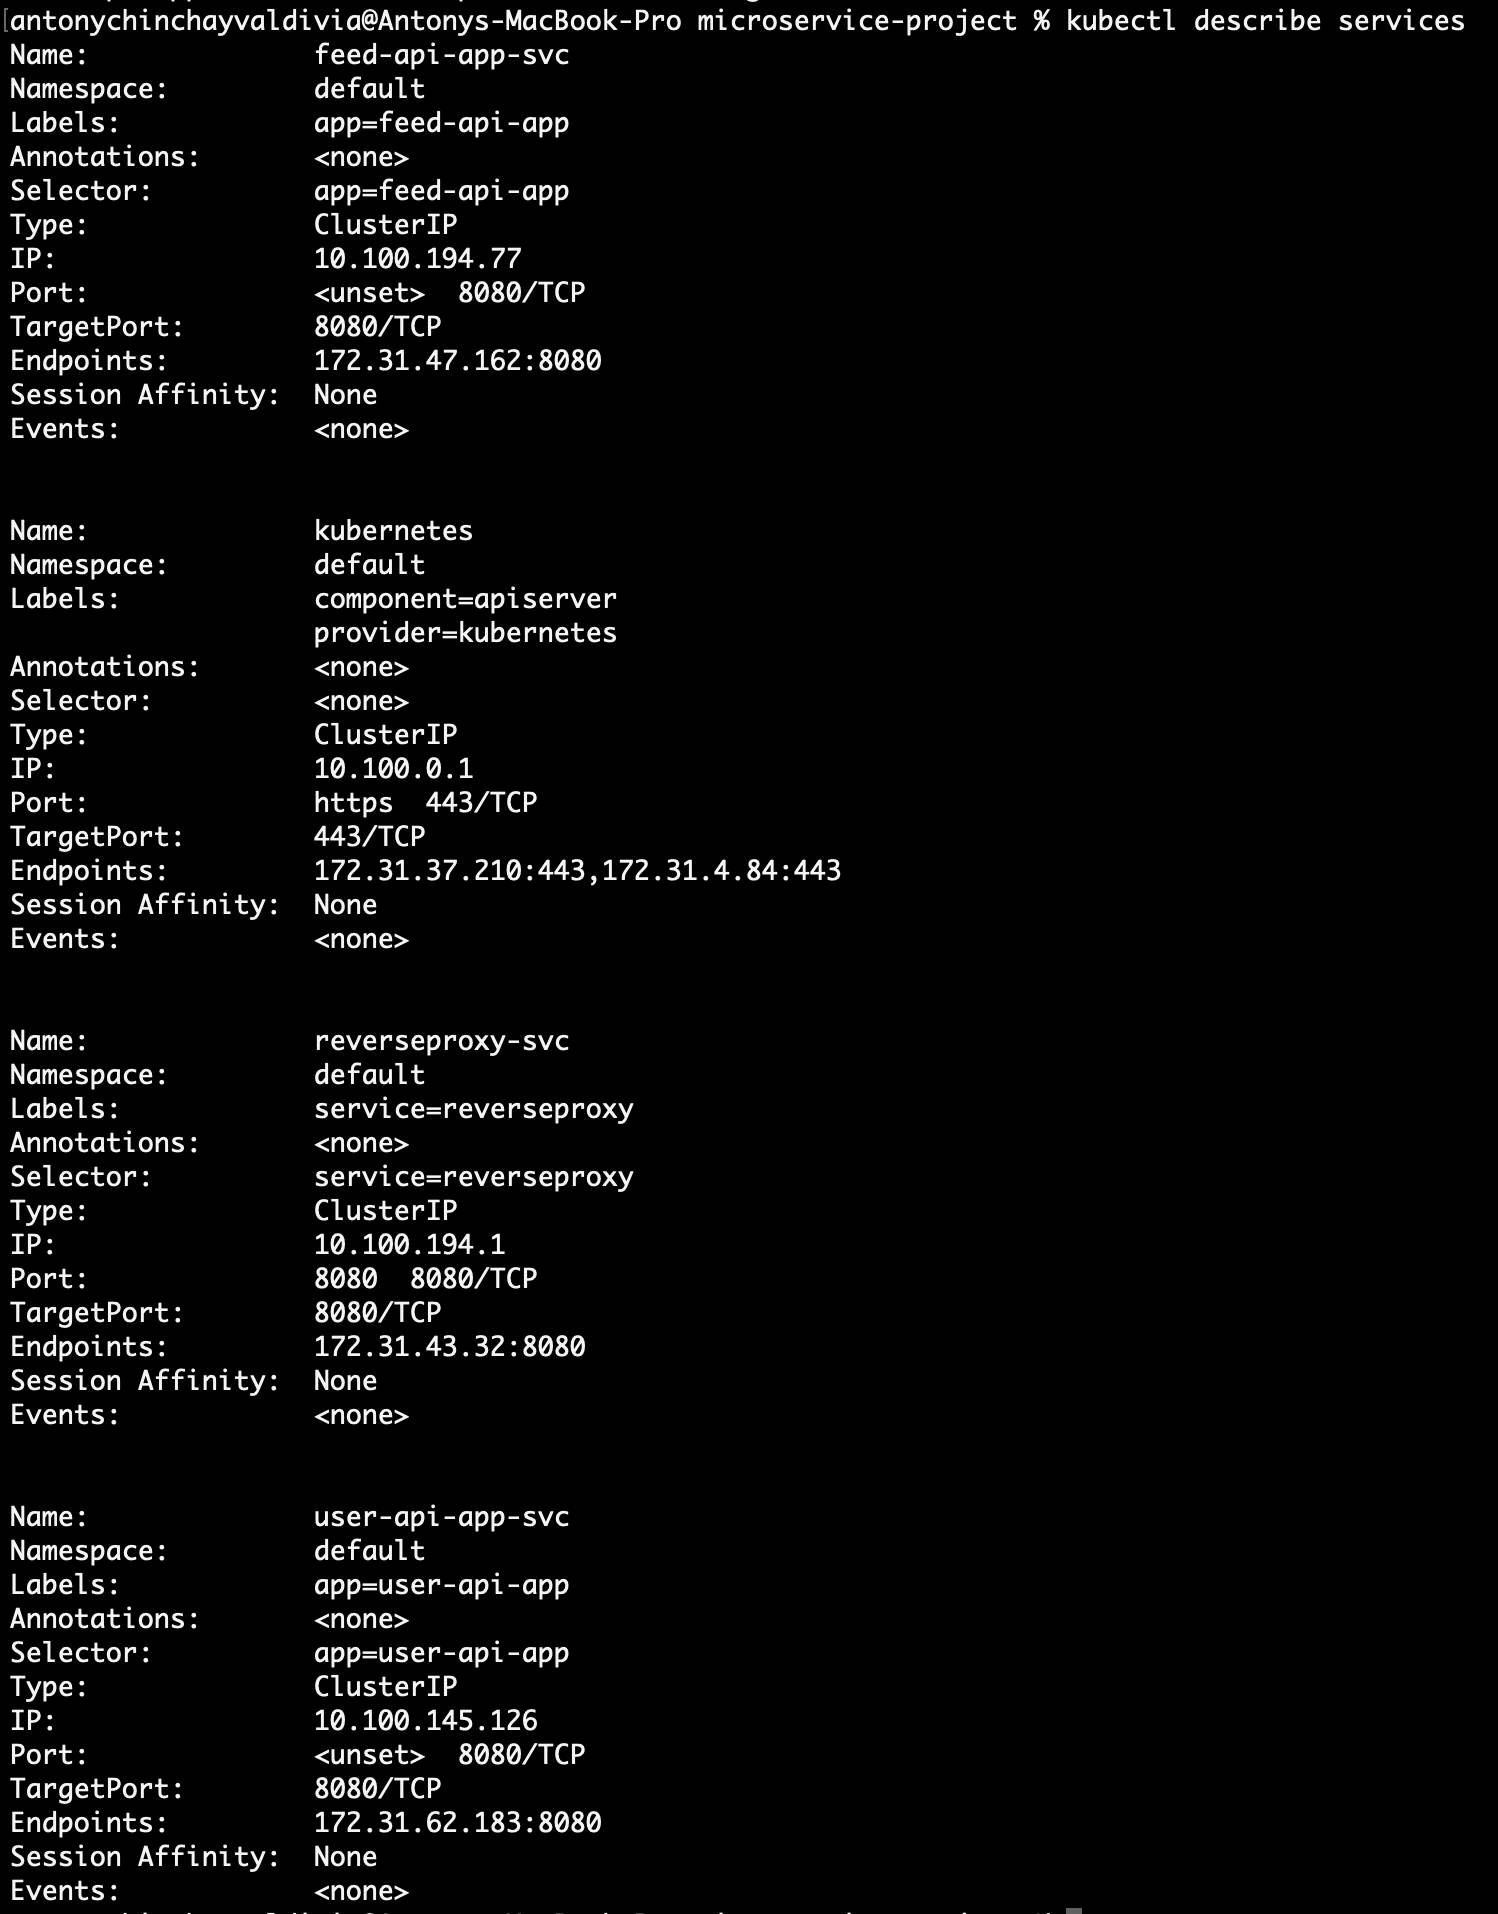 antonychinchayvaldivia@Antonys-MacBook-Pro microservice-project % kubectl describe services
Name:              feed-api-app-svc
Namespace:         default
Labels:            app=feed-api-app
Annotations:       <none>
Selector:          app=feed-api-app
Type:              ClusterIP
IP:                10.100.194.77
Port:              <unset>  8080/TCP
TargetPort:        8080/TCP
Endpoints:         172.31.47.162:8080
Session Affinity:  None
Events:            <none>
Name:              kubernetes
Namespace:         default
Labels:            component=apiserver
                   provider=kubernetes
Annotations:       <none>
Selector:          <none>
Type:              ClusterIP
IP:                10.100.0.1
Port:              https  443/TCP
TargetPort:        443/TCP
Endpoints:         172.31.37.210:443,172.31.4.84:443
Session Affinity:  None
Events:            <none>
Name:              reverseproxy-svc
Namespace:         default
Labels:            service=reverseproxy
Annotations:       <none>
Selector:          service=reverseproxy
Type:              ClusterIP
IP:                10.100.194.1
Port:              8080  8080/TCP
TargetPort:        8080/TCP
Endpoints:         172.31.43.32:8080
Session Affinity:  None
Events:            <none>
Name:              user-api-app-svc
Namespace:         default
Labels:            app=user-api-app
Annotations:       <none>
Selector:          app=user-api-app
Type:              ClusterIP
IP:                10.100.145.126
Port:              <unset>  8080/TCP
TargetPort:        8080/TCP
Endpoints:         172.31.62.183:8080
Session Affinity:  None
Events:            <none>